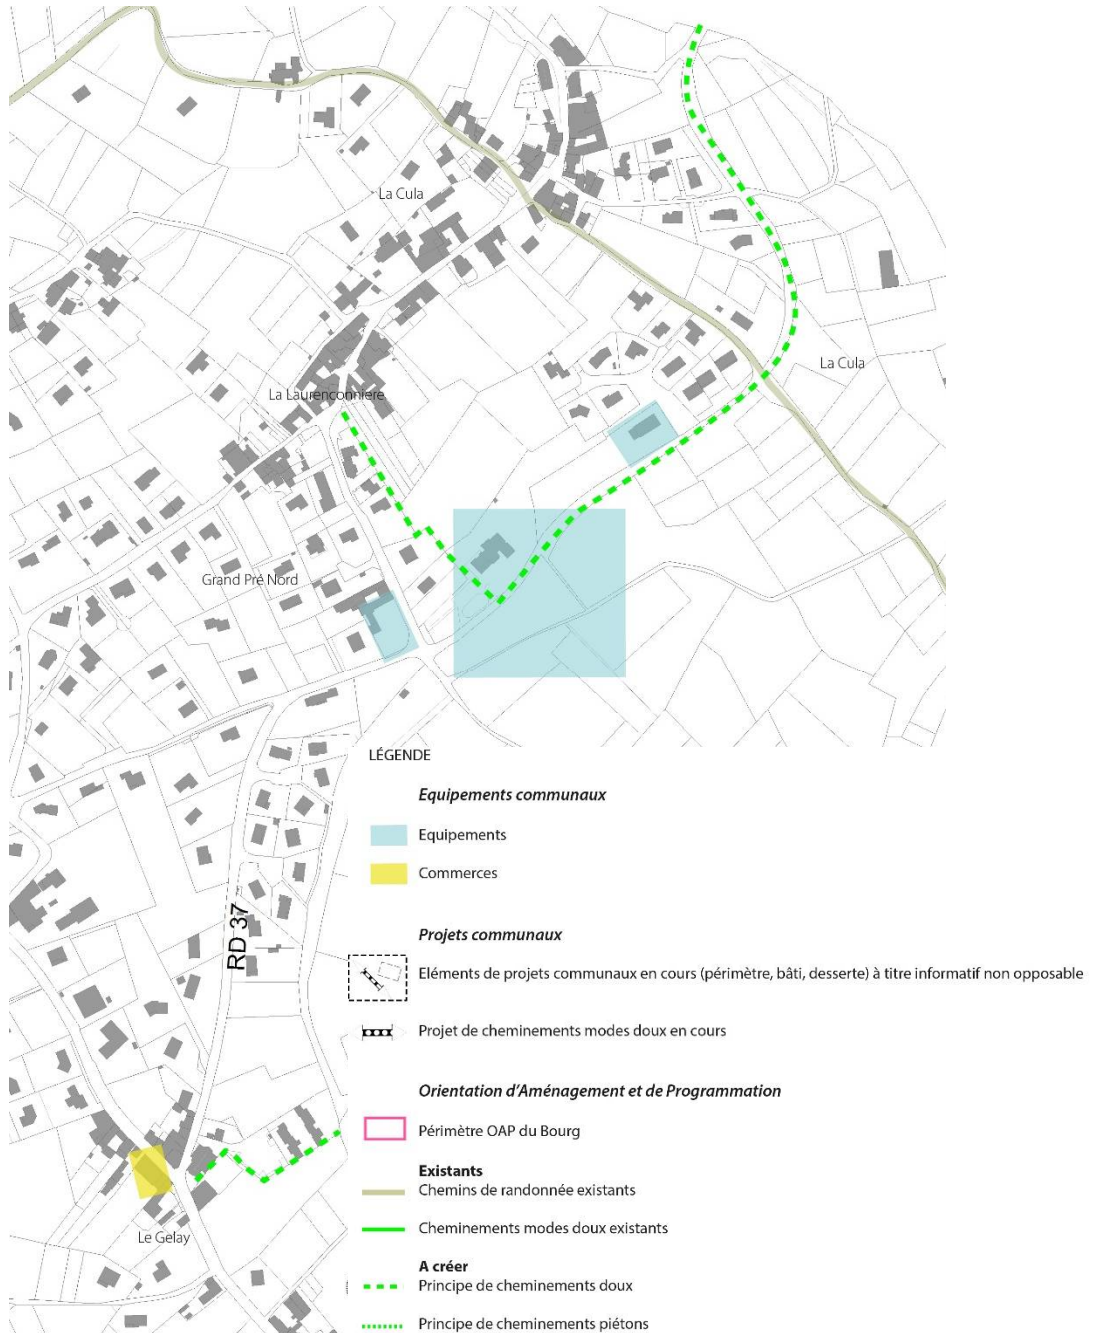 La Cula
La Cula
La Laurenconniere
Grand Pré Nord
LÉGENDE
Equipements communaux
Equipements
Commerces
RD 37
Projets communaux
Eléments de projets communaux en cours (périmètre, bâti, desserte) à titre informatif non opposable
Projet de cheminements modes doux en cours
Orientation d'Aménagement et de Programmation
Périmètre OAP du Bourg
Existants
Chemins de randonnée existants
Cheminements modes doux existants
Le Gelay
A créer
Principe de cheminements doux
Principe de cheminements piétons